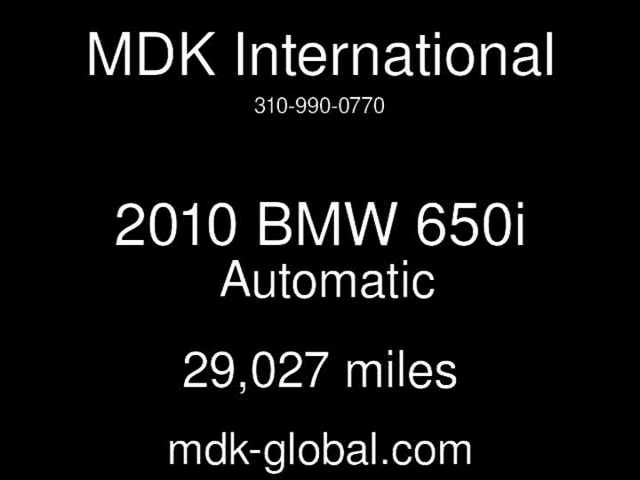 MDK International
310-990-0770
2010 BMW 650i
Automatic
29,027 miles
mdk-global.com